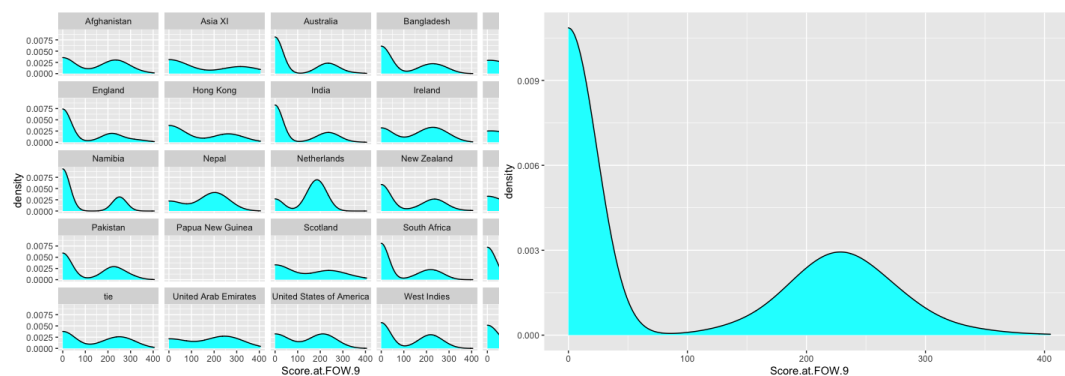 Afghanistan Asia XI Australia Bangladesh
0.0075
0.0050
0.0025
0.0000
England Hong Kong India Ireland
0.0075
0.0050
0.0025
0.0000
Namibia Nepal Netherlands New Zealand
0.0075
0.0050
0.0025
0.0000
Pakistan Papua New Guinea Scotland South Africa
0.0075
0.0050
0.0025
0.0000
tie United Arab Emirates United States of America West Indies
0.0075
0.0050
0.0025
0.0000
0 100 200 300 400 0 100 200 300 400 0 100 200 300 400 0 100 200 300 400 0
Score.at.FOW.9
density
0.009
0.006
0.003
0.000
0 100 200 300 400
Score.at.FOW.9
density